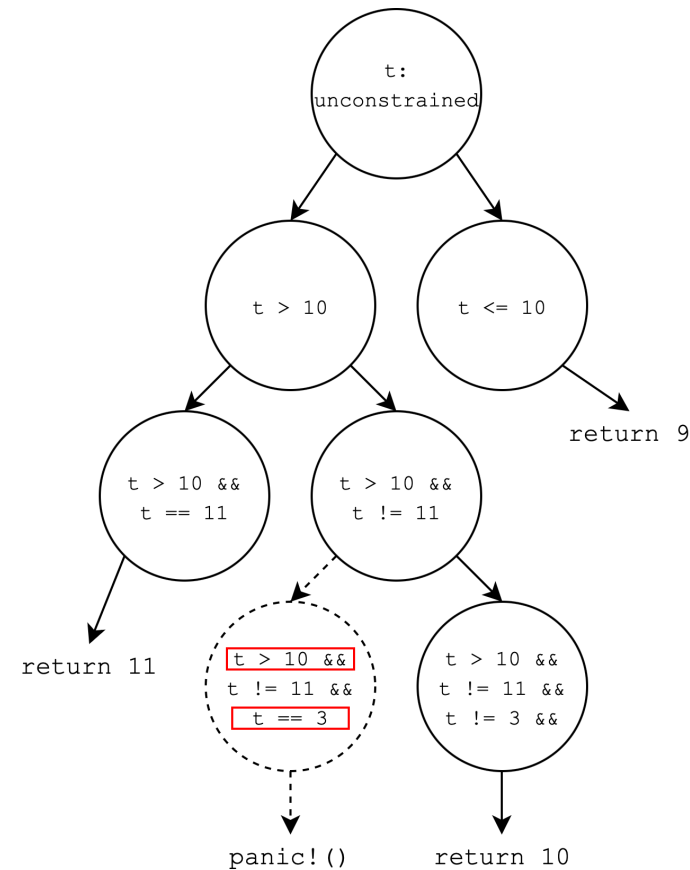 t:
unconstrained
t > 10
t <= 10
return 9
t > 10 &&
t == 11
t > 10 &&
t != 11
return 11
t > 10 &&
t != 11 &&
t == 3
t > 10 &&
t != 11 &&
t != 3 &&
panic!()
return 10